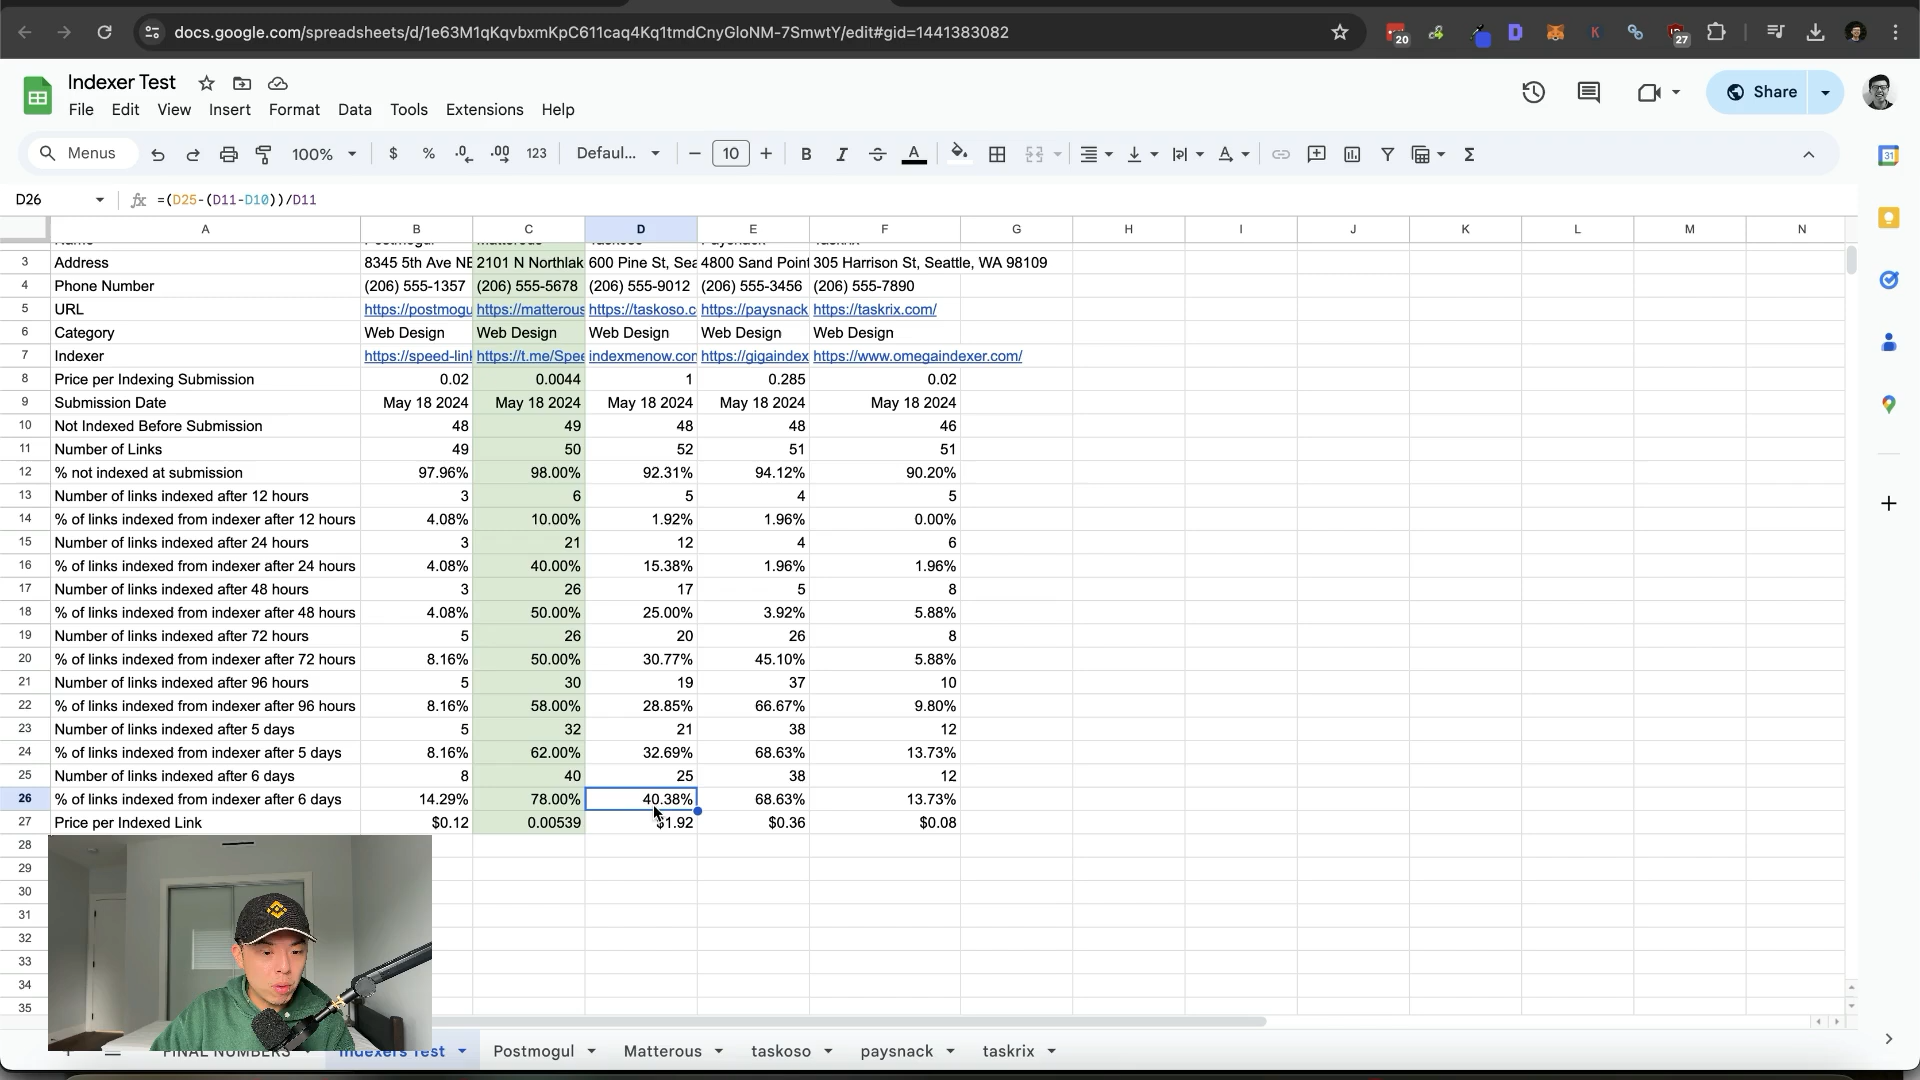 docs.google.com/spreadsheets/d/1e63M1qKqvbxmKpC611caq4Kq1tmdCnyGloNM-7SmwtY/edit#gid=1441383082
20
27
Indexer Test
File Edit View Insert Format Data Tools Extensions Help
Share
Menus 100% $ % .0 .00 123 Defaul... 10
D26 =(D25-(D11-D10))/D11
A B C D E F G H I J K L M N
3 Address 8345 5th Ave NE 2101 N Northlak 600 Pine St, Sea 4800 Sand Point 305 Harrison St, Seattle, WA 98109
4 Phone Number (206) 555-1357 (206) 555-5678 (206) 555-9012 (206) 555-3456 (206) 555-7890
5 URL https://postmogu https://matterous https://taskoso.c https://paysnack https://taskrix.com/
6 Category Web Design Web Design Web Design Web Design Web Design
7 Indexer https://speed-link https://t.me/Spee indexmenow.com https://gigaindex https://www.omegaindexer.com/
8 Price per Indexing Submission 0.02 0.0044 1 0.285 0.02
9 Submission Date May 18 2024 May 18 2024 May 18 2024 May 18 2024 May 18 2024
10 Not Indexed Before Submission 48 49 48 48 46
11 Number of Links 49 50 52 51 51
12 % not indexed at submission 97.96% 98.00% 92.31% 94.12% 90.20%
13 Number of links indexed after 12 hours 3 6 5 4 5
14 % of links indexed from indexer after 12 hours 4.08% 10.00% 1.92% 1.96% 0.00%
15 Number of links indexed after 24 hours 3 21 12 4 6
16 % of links indexed from indexer after 24 hours 4.08% 40.00% 15.38% 1.96% 1.96%
17 Number of links indexed after 48 hours 3 26 17 5 8
18 % of links indexed from indexer after 48 hours 4.08% 50.00% 25.00% 3.92% 5.88%
19 Number of links indexed after 72 hours 5 26 20 26 8
20 % of links indexed from indexer after 72 hours 8.16% 50.00% 30.77% 45.10% 5.88%
21 Number of links indexed after 96 hours 5 30 19 37 10
22 % of links indexed from indexer after 96 hours 8.16% 58.00% 28.85% 66.67% 9.80%
23 Number of links indexed after 5 days 5 32 21 38 12
24 % of links indexed from indexer after 5 days 8.16% 62.00% 32.69% 68.63% 13.73%
25 Number of links indexed after 6 days 8 40 25 38 12
26 % of links indexed from indexer after 6 days 14.29% 78.00% 40.38% 68.63% 13.73%
27 Price per Indexed Link $0.12 0.00539 $1.92 $0.36 $0.08
28
29
30
31
32
33
34
35
FINAL NUMBERS Indexers Test Postmogul Matterous taskoso paysnack taskrix